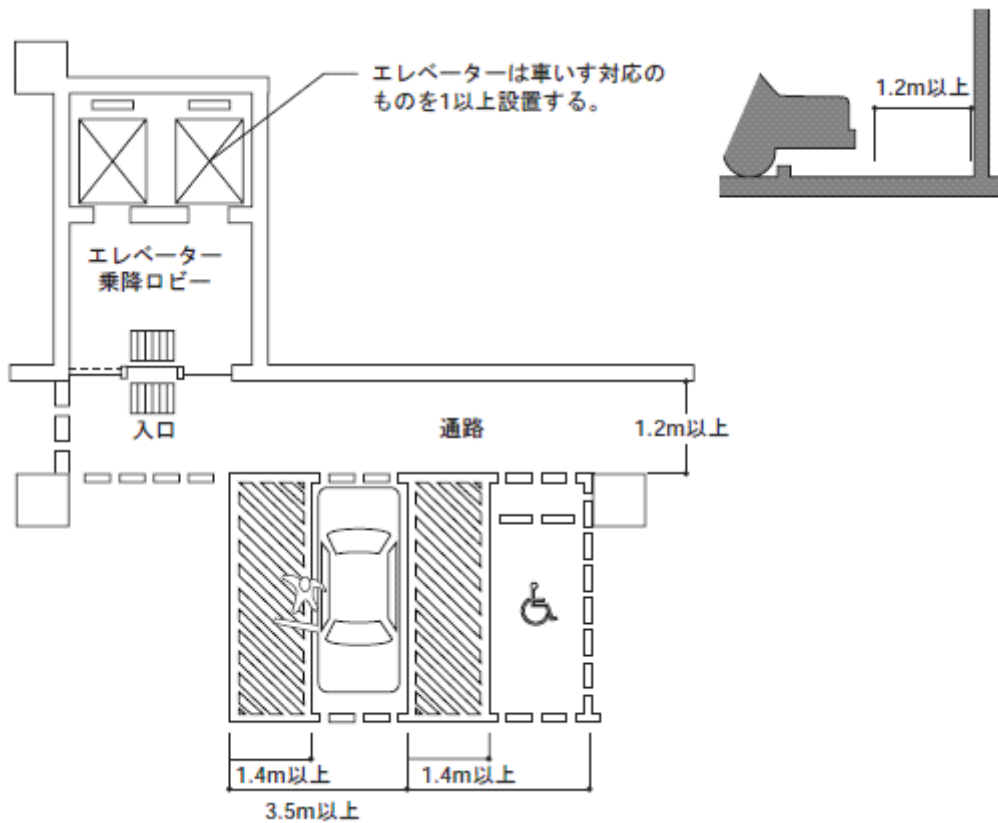 エレベーターは車いす対応の
ものを1以上設置する。
1.2m以上
エレベーター
乗降ロビー
入口
通路
1.2m以上
1.4m以上
1.4m以上
3.5m以上